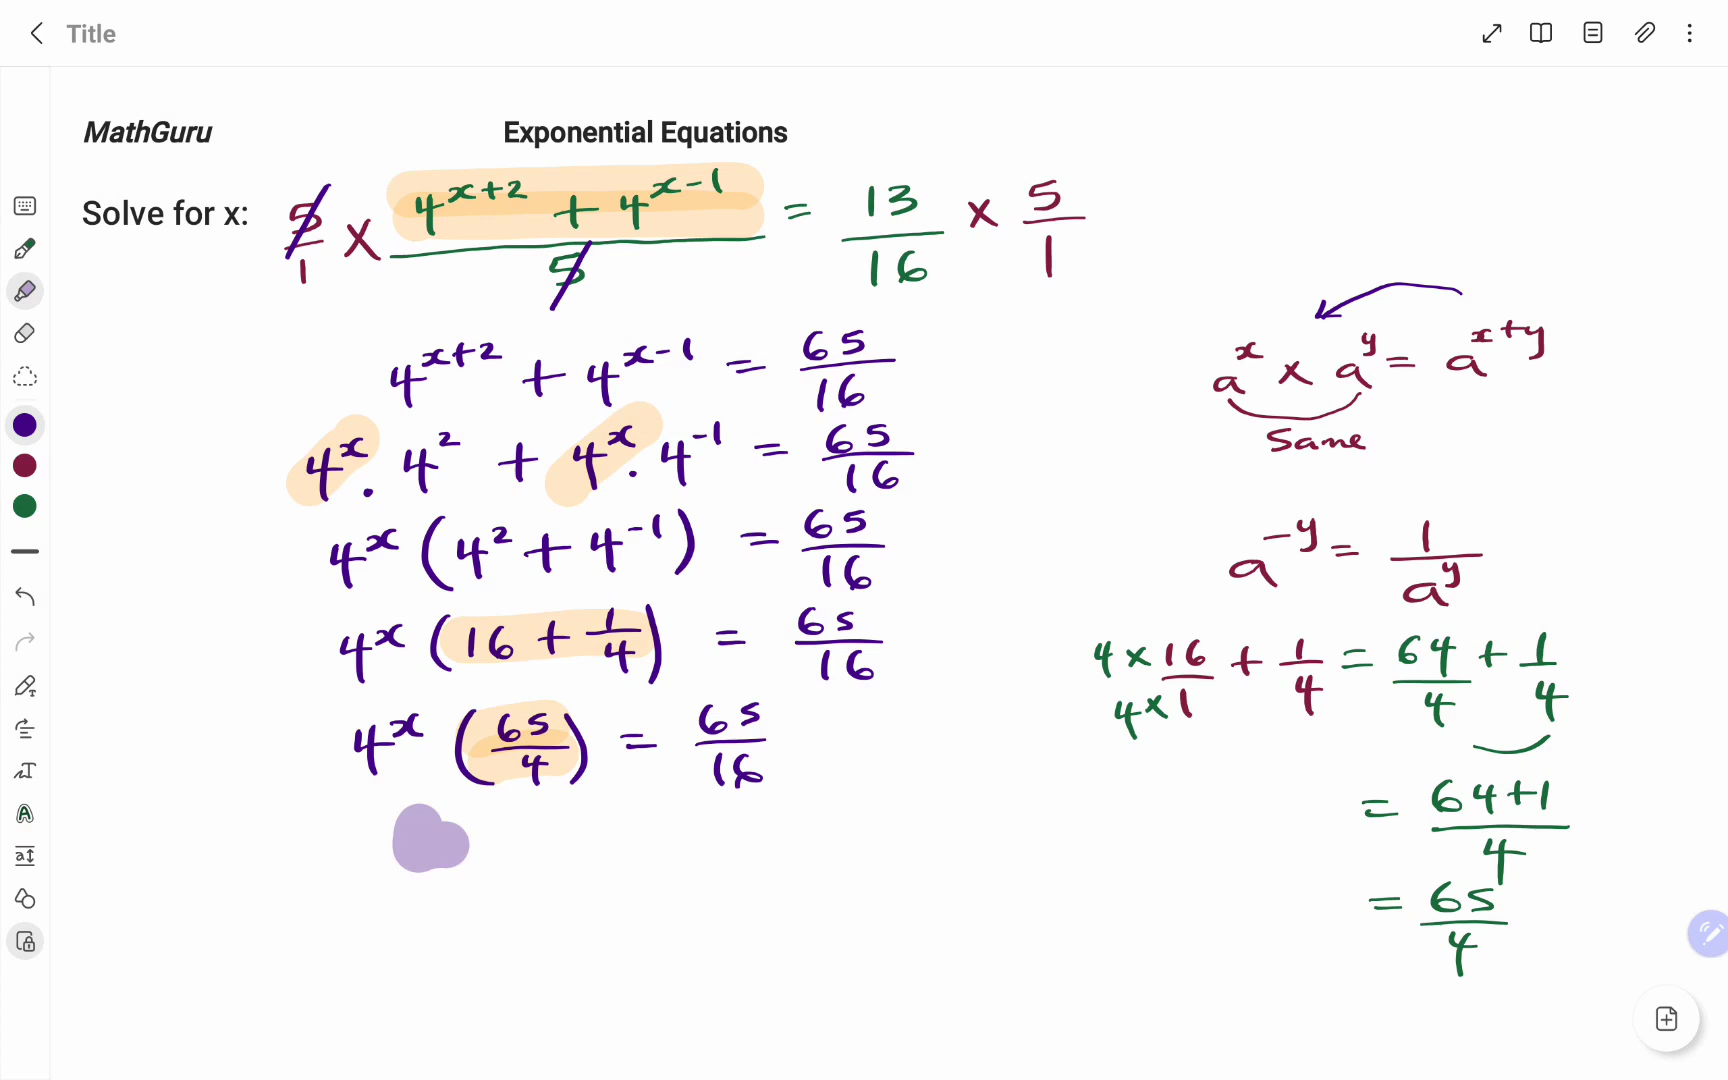 Title
MathGuru
Exponential Equations
Solve for x: 5/1 × (4^(x+2) + 4^(x-1))/5 = 13/16 × 5/1
4^(x+2) + 4^(x-1) = 65/16
4^x . 4^2 + 4^x . 4^-1 = 65/16
4^x (4^2 + 4^-1) = 65/16
4^x (16 + 1/4) = 65/16
4^x (65/4) = 65/16
a^x × a^y = a^(x+y)
Same
a^-y = 1/a^y
4×16/4×1 + 1/4 = 64/4 + 1/4
= (64+1)/4
= 65/4